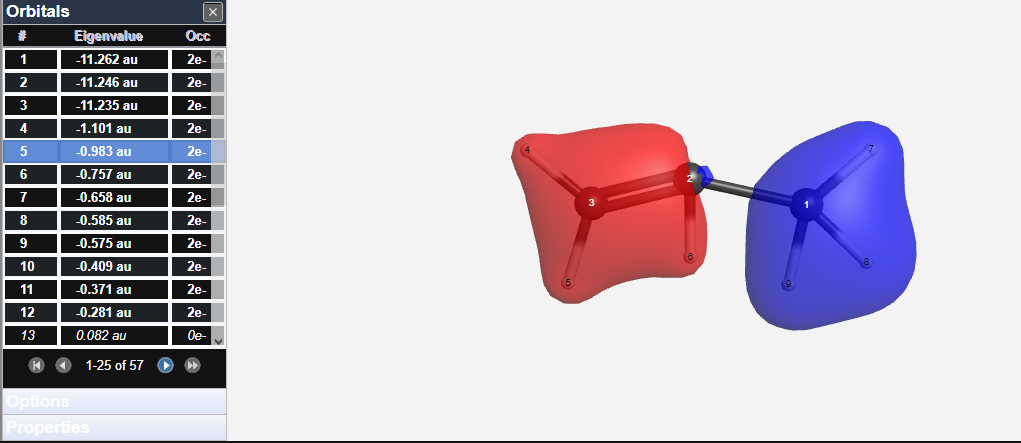 Orbitals
# Eigenvalue Occ
1 -11.262 au 2e-
2 -11.246 au 2e-
3 -11.235 au 2e-
4 -1.101 au 2e-
5 -0.983 au 2e-
6 -0.757 au 2e-
7 -0.658 au 2e-
8 -0.585 au 2e-
9 -0.575 au 2e-
10 -0.409 au 2e-
11 -0.371 au 2e-
12 -0.281 au 2e-
13 0.082 au 0e-
1-25 of 57
Options
Properties
4
7
2
3
1
6
8
5
9